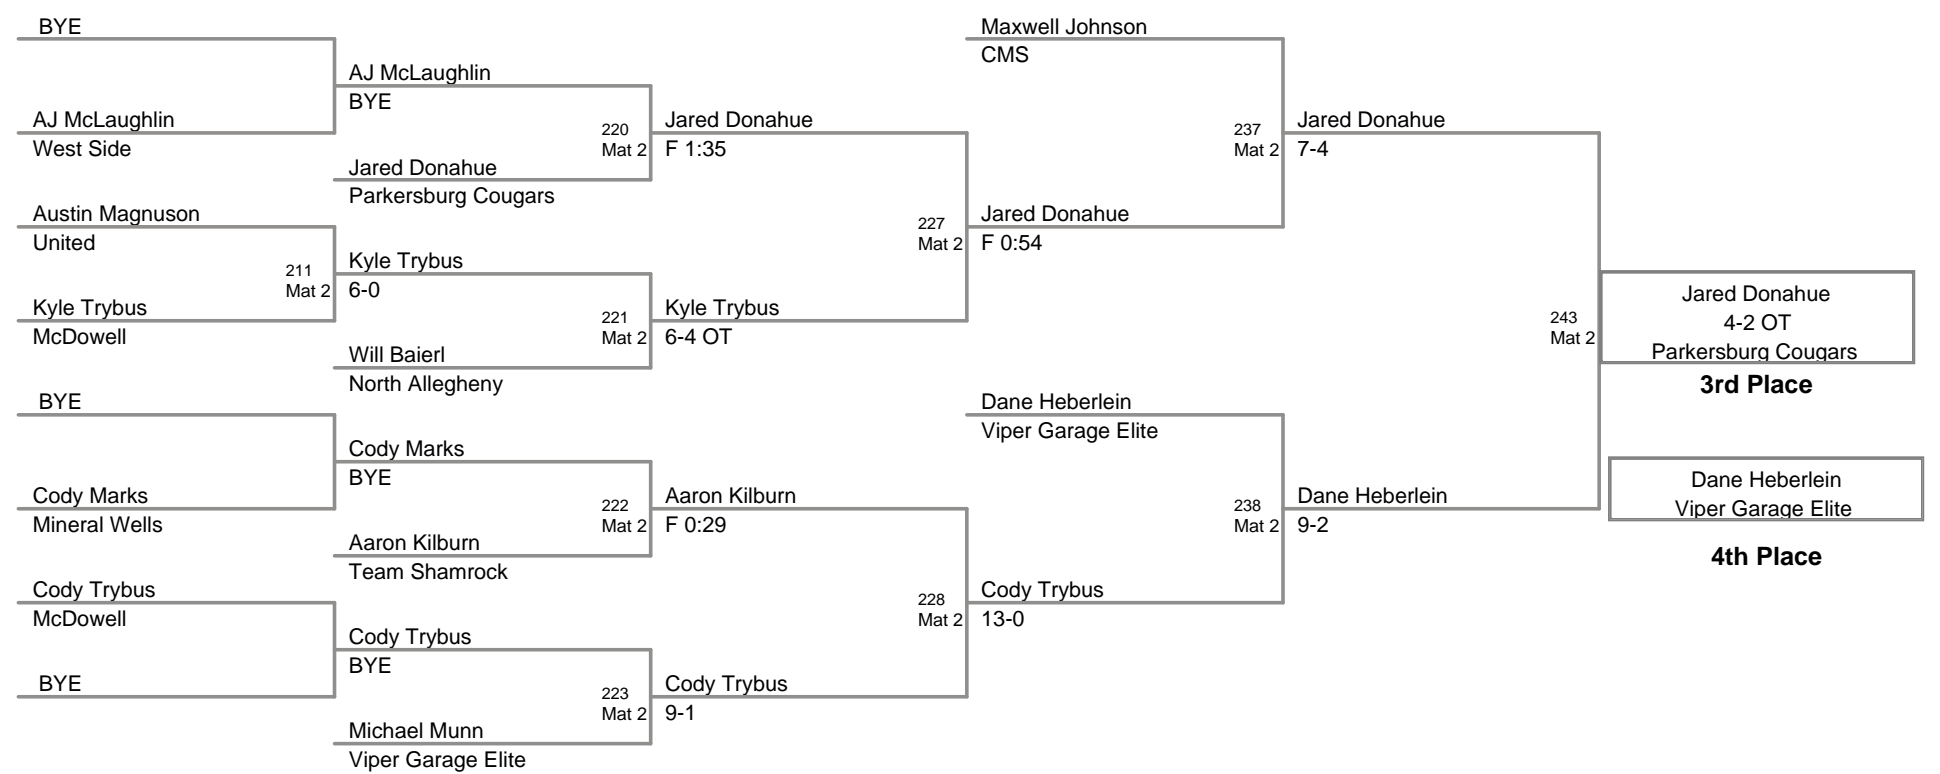 BYE
AJ McLaughlin
West Side
Austin Magnuson
United
211
Mat 2
Kyle Trybus
McDowell
BYE
Cody Marks
Mineral Wells
Cody Trybus
McDowell
BYE
AJ McLaughlin
BYE
220
Mat 2
Jared Donahue
Parkersburg Cougars
Kyle Trybus
6-0
221
Mat 2
Will Baierl
North Allegheny
Cody Marks
BYE
222
Mat 2
Aaron Kilburn
Team Shamrock
Cody Trybus
BYE
223
Mat 2
Michael Munn
Viper Garage Elite
Jared Donahue
F 1:35
227
Mat 2
Kyle Trybus
6-4 OT
Aaron Kilburn
F 0:29
228
Mat 2
Cody Trybus
9-1
Maxwell Johnson
CMS
237
Mat 2
Jared Donahue
F 0:54
Dane Heberlein
Viper Garage Elite
238
Mat 2
Cody Trybus
13-0
Jared Donahue
7-4
243
Mat 2
Dane Heberlein
9-2
Jared Donahue
4-2 OT
Parkersburg Cougars
3rd Place
Dane Heberlein
Viper Garage Elite
4th Place